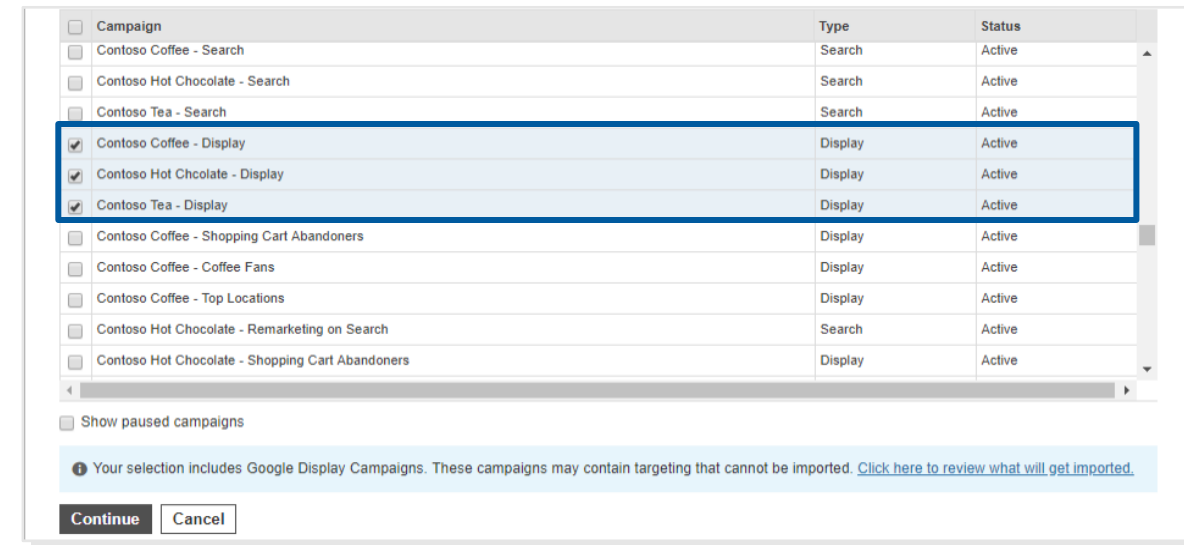 Campaign Type Status
Contoso Coffee - Search Search Active
Contoso Hot Chocolate - Search Search Active
Contoso Tea - Search Search Active
Contoso Coffee - Display Display Active
Contoso Hot Chcolate - Display Display Active
Contoso Tea - Display Display Active
Contoso Coffee - Shopping Cart Abandoners Display Active
Contoso Coffee - Coffee Fans Display Active
Contoso Coffee - Top Locations Display Active
Contoso Hot Chocolate - Remarketing on Search Search Active
Contoso Hot Chocolate - Shopping Cart Abandoners Display Active
Show paused campaigns
Your selection includes Google Display Campaigns. These campaigns may contain targeting that cannot be imported. Click here to review what will get imported.
Continue Cancel